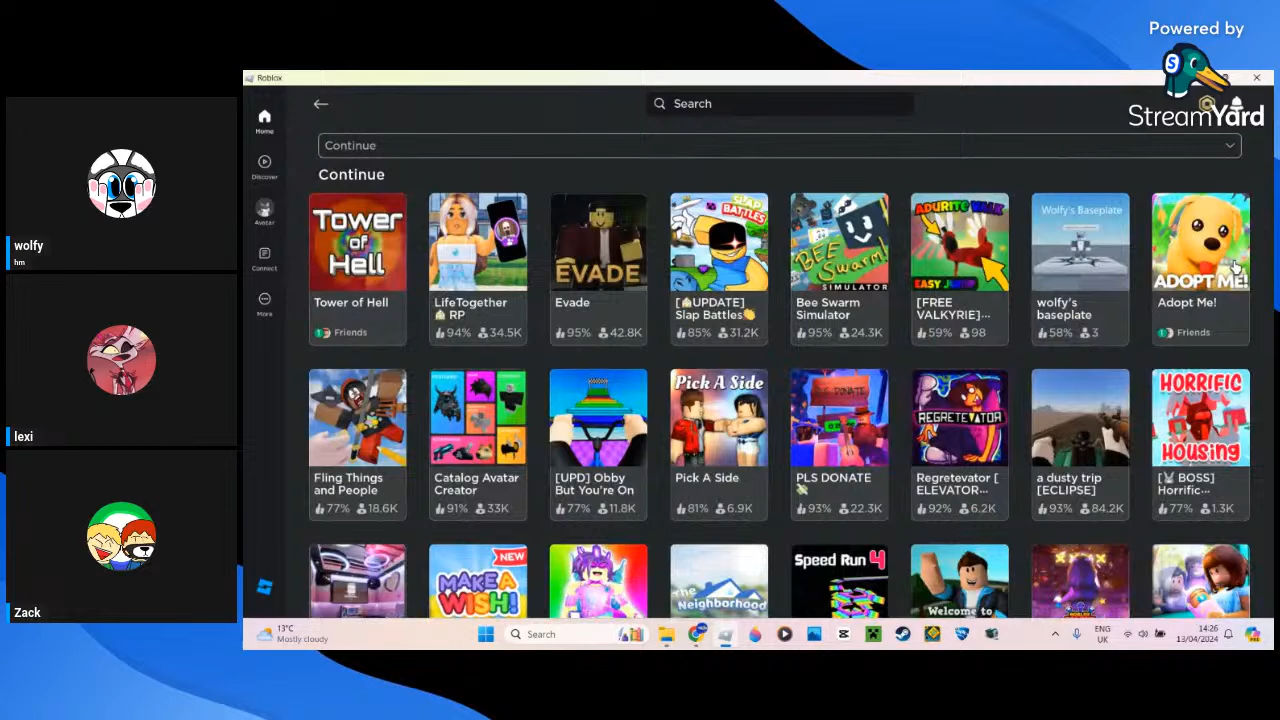 Powered by
StreamYard
S
wolfy
hm
lexi
Zack
Roblox
Search
Home
Discover
Avatar
Connect
More
Continue
Continue
Tower
of
Hell
Tower of Hell
Friends
LifeTogether
RP
94% 34.5K
EVADE
Evade
95% 42.8K
SLAP
BATTLES
[UPDATE]
Slap Battles
85% 31.2K
BEE Swarm!
SIMULATOR
Bee Swarm
Simulator
95% 24.3K
ADURITE WALK
EASY JUMP
[FREE
VALKYRIE]...
59% 98
Wolfy's Baseplate
wolfy's
baseplate
58% 3
ADOPT ME!
Adopt Me!
Friends
Fling Things
and People
77% 18.6K
Catalog Avatar
Creator
91% 33K
[UPD] Obby
But You're On
77% 11.8K
Pick A Side
Pick A Side
81% 6.9K
PLS DONATE
93% 22.3K
REGRETEVATOR
Regretevator [
ELEVATOR...
92% 6.2K
a dusty trip
[ECLIPSE]
93% 84.2K
HORRIFIC
HOUSING
[BOSS]
Horrific...
77% 1.3K
NEW
MAKE A
WISH!
The
Neighborhood
Speed Run 4
Welcome to
13°C
Mostly cloudy
Search
ENG
UK
14:26
13/04/2024